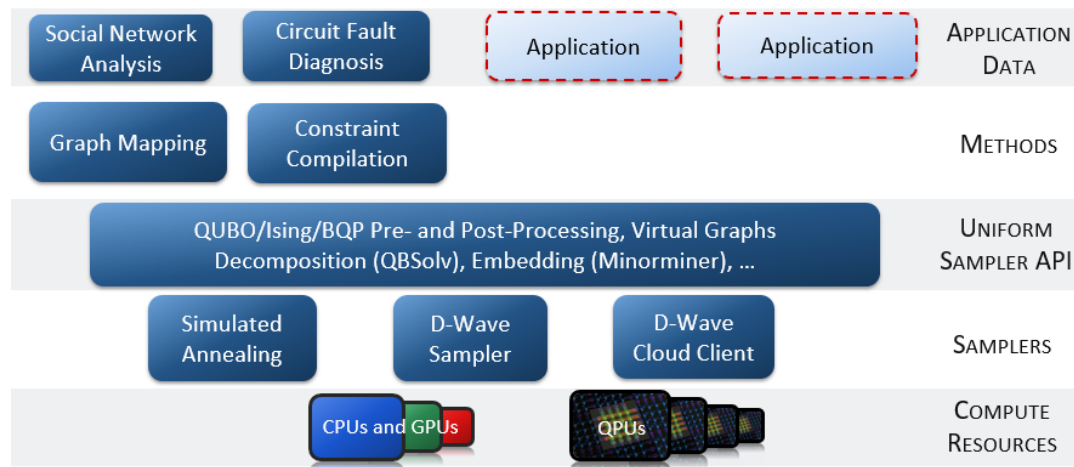 Social Network
Analysis
Circuit Fault
Diagnosis
Application
Application
APPLICATION
DATA
Graph Mapping
Constraint
Compilation
METHODS
QUBO/Ising/BQP Pre- and Post-Processing, Virtual Graphs
Decomposition (QBSolv), Embedding (Minorminer), ...
UNIFORM
SAMPLER API
Simulated
Annealing
D-Wave
Sampler
D-Wave
Cloud Client
SAMPLERS
CPUs and GPUs
QPUs
COMPUTE
RESOURCES